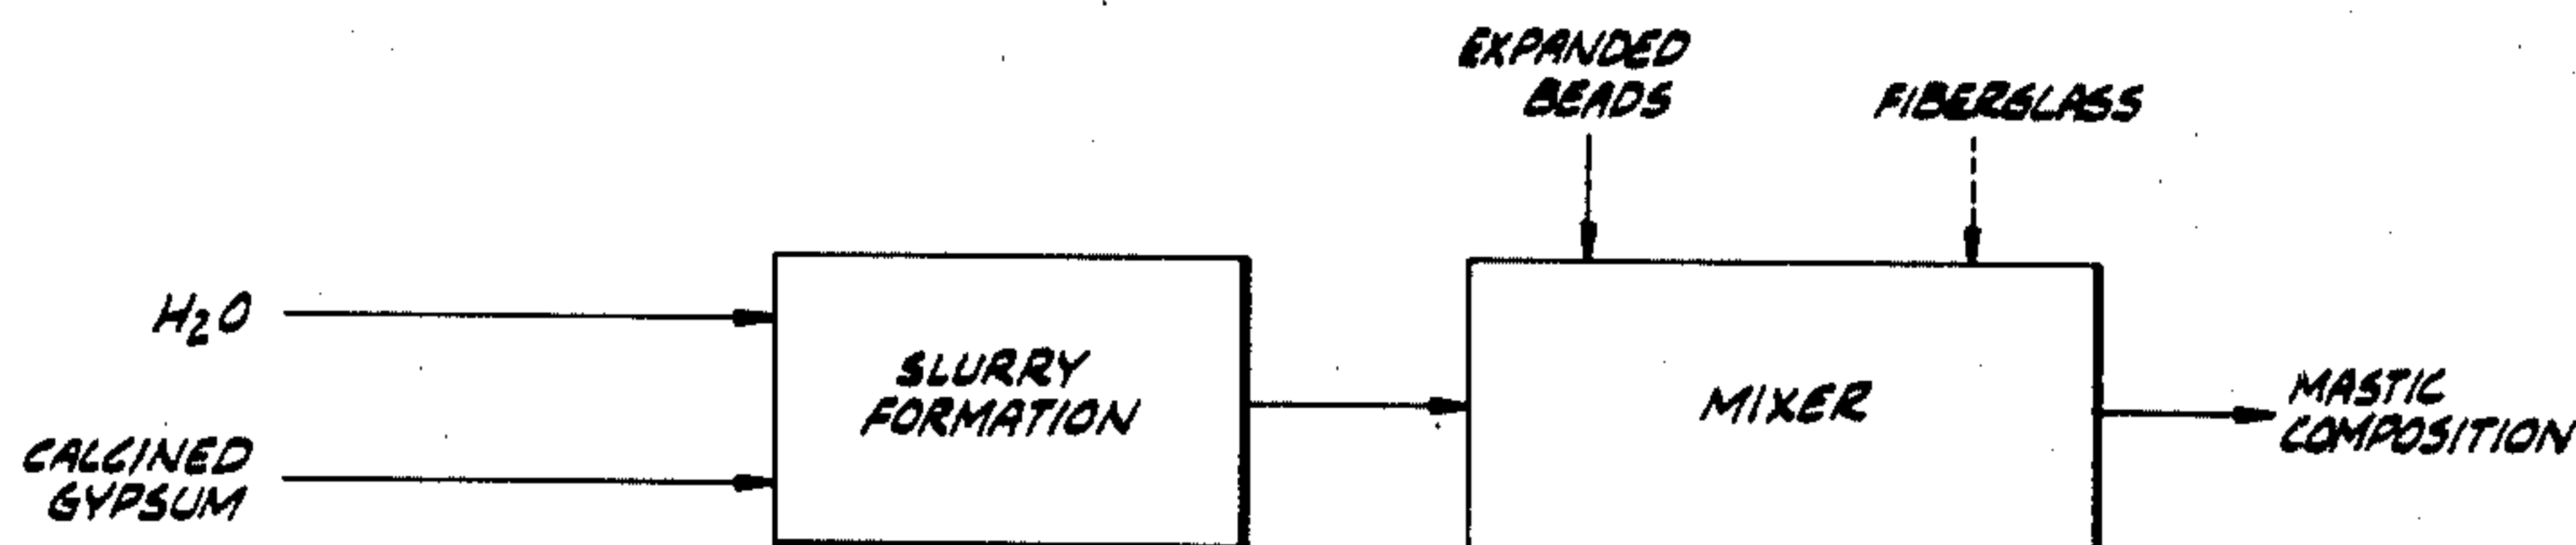 EXPANDED
BEADS
FIBERGLASS
H₂O
SLURRY
FORMATION
CALCINED
GYPSUM
MIXER
MASTIC
COMPOSITION